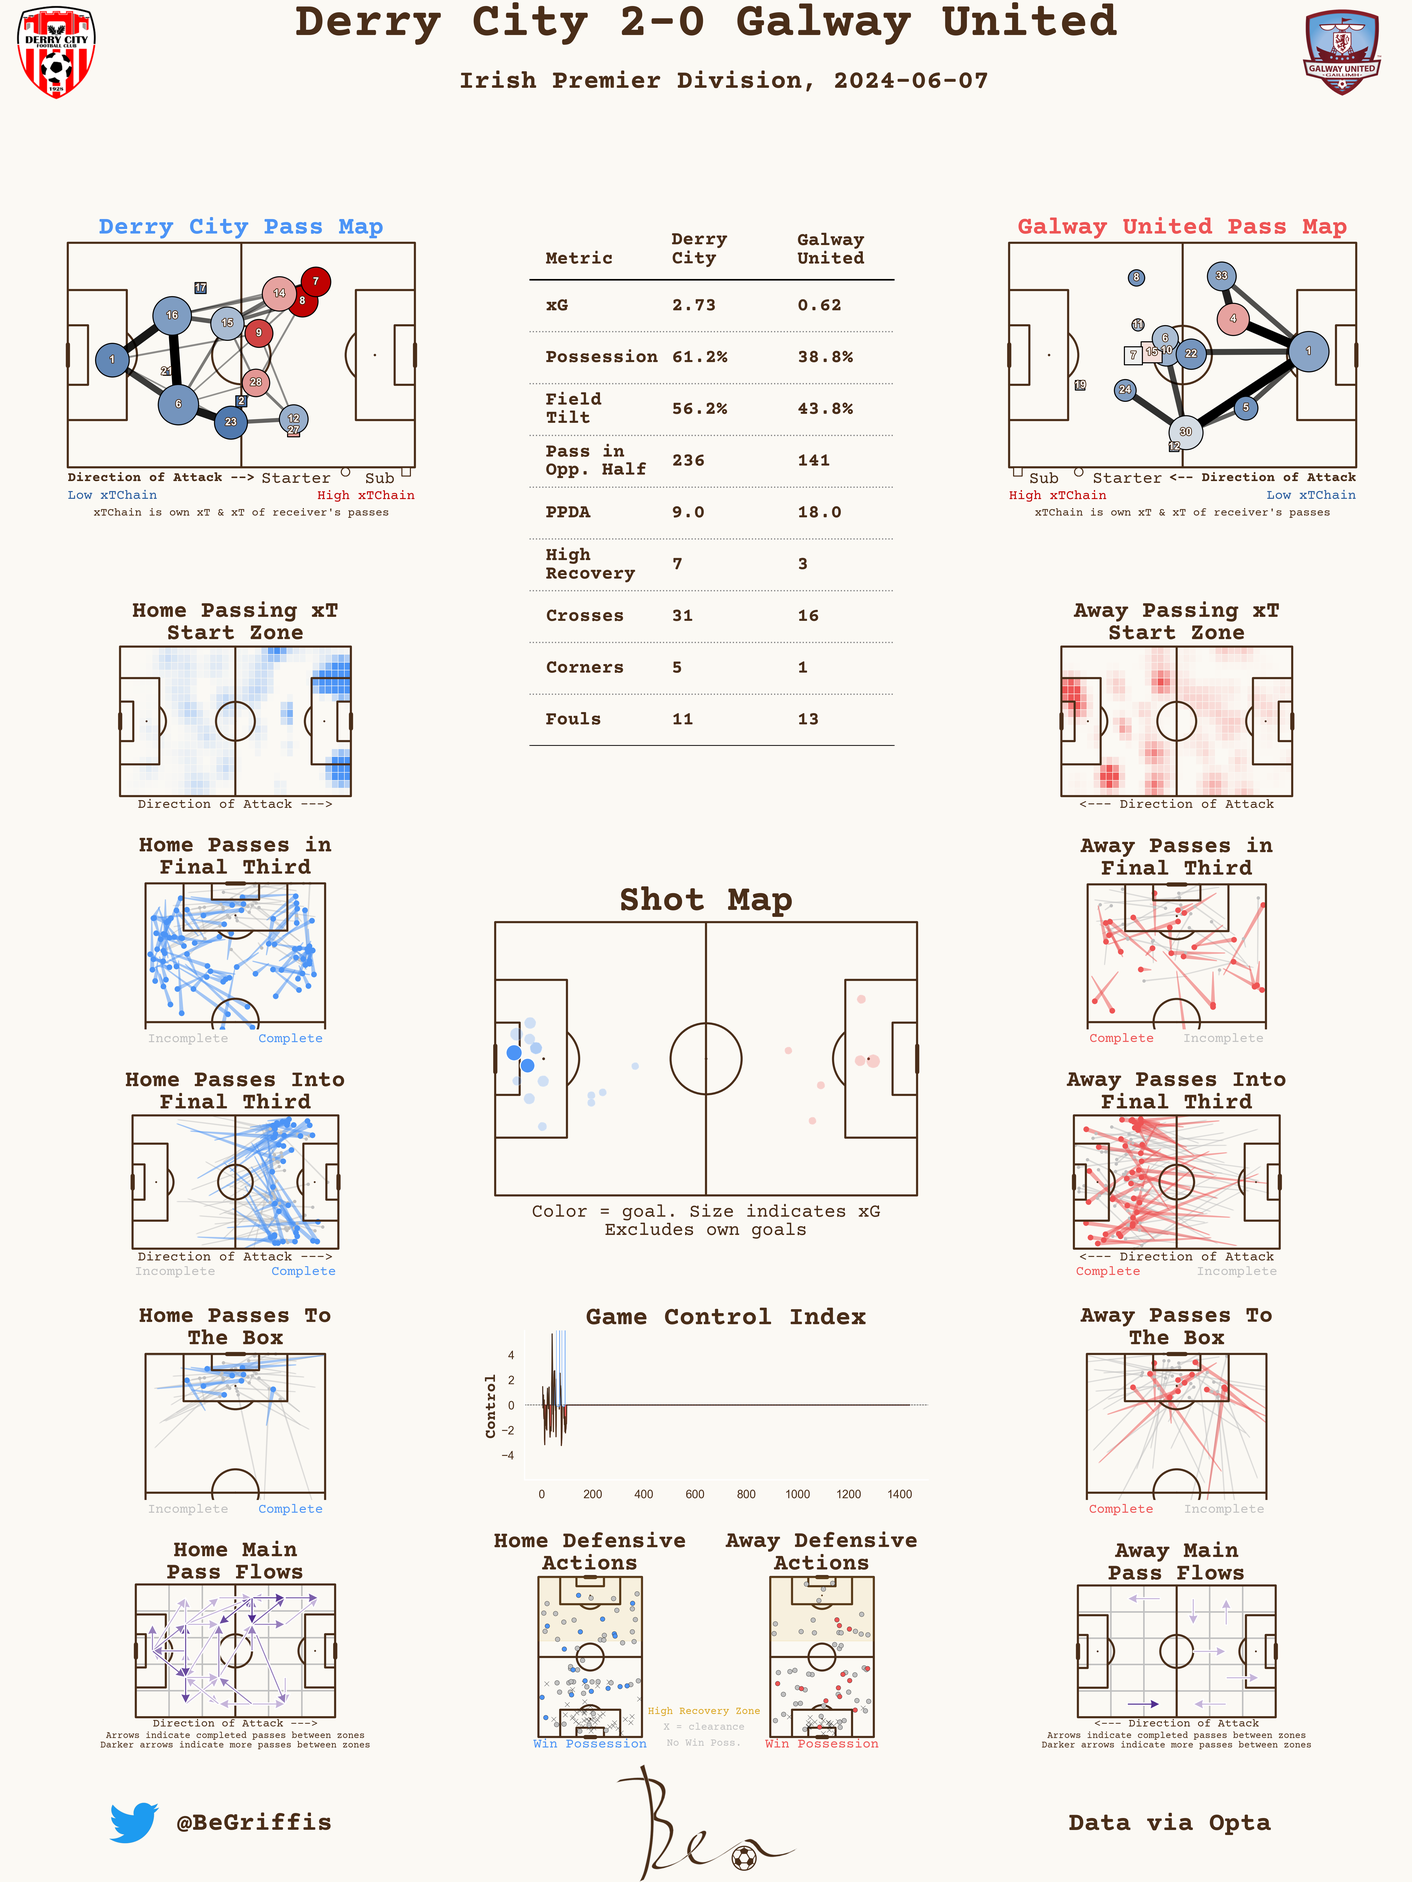 Derry City 2-0 Galway United
Irish Premier Division, 2024-06-07
DERRY CITY
FOOTBALL CLUB
1928
GALWAY UNITED
GAILLIMH
Derry City Pass Map
17
14
7
8
16
15
9
1
21
28
6
2
23
12
27
Direction of Attack --> Starter Sub
Low xTChain High xTChain
xTChain is own xT & xT of receiver's passes
Metric Derry City Galway United
xG 2.73 0.62
Possession 61.2% 38.8%
Field Tilt 56.2% 43.8%
Pass in Opp. Half 236 141
PPDA 9.0 18.0
High Recovery 7 3
Crosses 31 16
Corners 5 1
Fouls 11 13
Galway United Pass Map
8
33
11
4
6
7
15
10
22
1
19
24
5
30
12
Sub Starter <-- Direction of Attack
High xTChain Low xTChain
xTChain is own xT & xT of receiver's passes
Home Passing xT
Start Zone
Direction of Attack --->
Away Passing xT
Start Zone
<--- Direction of Attack
Home Passes in
Final Third
Incomplete Complete
Away Passes in
Final Third
Complete Incomplete
Shot Map
Color = goal. Size indicates xG
Excludes own goals
Home Passes Into
Final Third
Direction of Attack --->
Incomplete Complete
Away Passes Into
Final Third
<--- Direction of Attack
Complete Incomplete
Home Passes To
The Box
Incomplete Complete
Game Control Index
Control
4
2
0
−2
−4
0 200 400 600 800 1000 1200 1400
Away Passes To
The Box
Complete Incomplete
Home Main
Pass Flows
Direction of Attack --->
Arrows indicate completed passes between zones
Darker arrows indicate more passes between zones
Home Defensive
Actions
Win Possession
High Recovery Zone
X = clearance
No Win Poss.
Away Defensive
Actions
Win Possession
Away Main
Pass Flows
<--- Direction of Attack
Arrows indicate completed passes between zones
Darker arrows indicate more passes between zones
@BeGriffis
Ben
Data via Opta